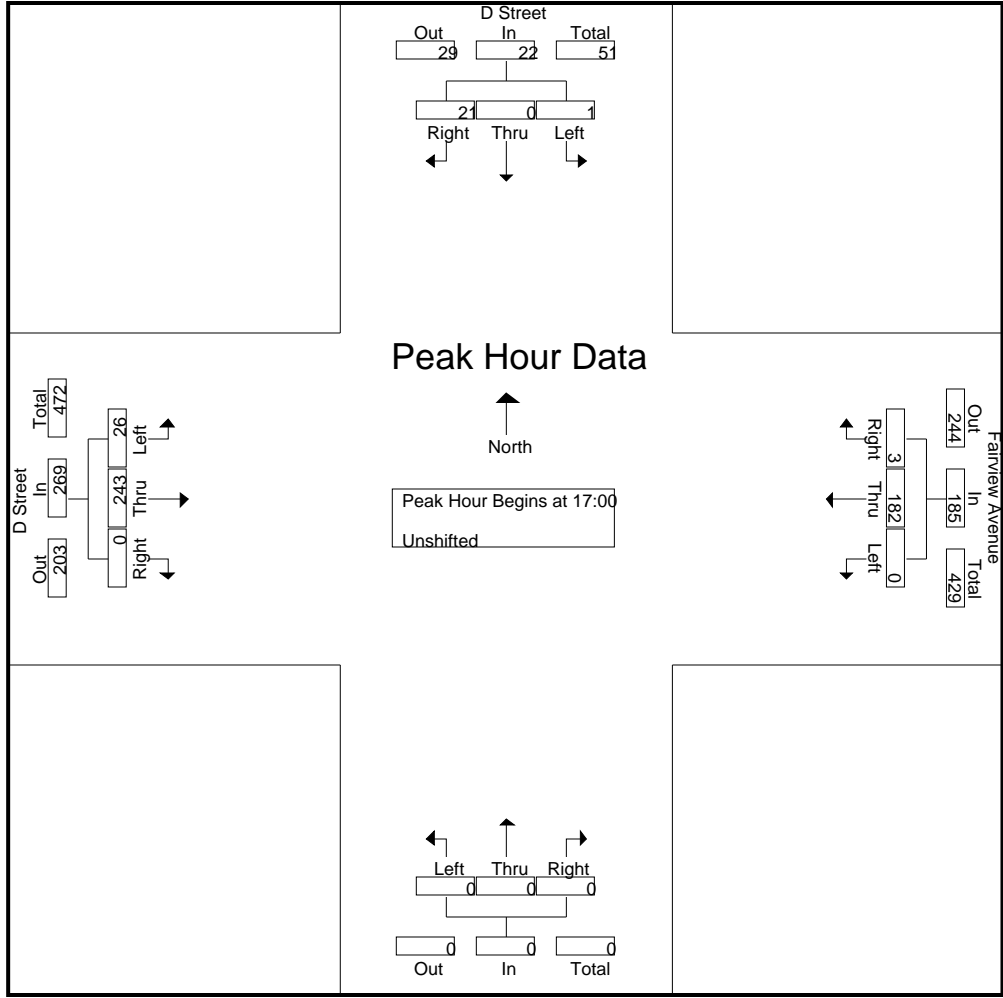 D Street
Out In Total
29 22 51
21 0 1
Right Thru Left
Peak Hour Data
North
Peak Hour Begins at 17:00
Unshifted
D Street
Total In Out
472 269 203
26 243 0
Left Thru Right
Fairview Avenue
Out In Total
244 185 429
3 182 0
Right Thru Left
Left Thru Right
0 0 0
0 0 0
Out In Total